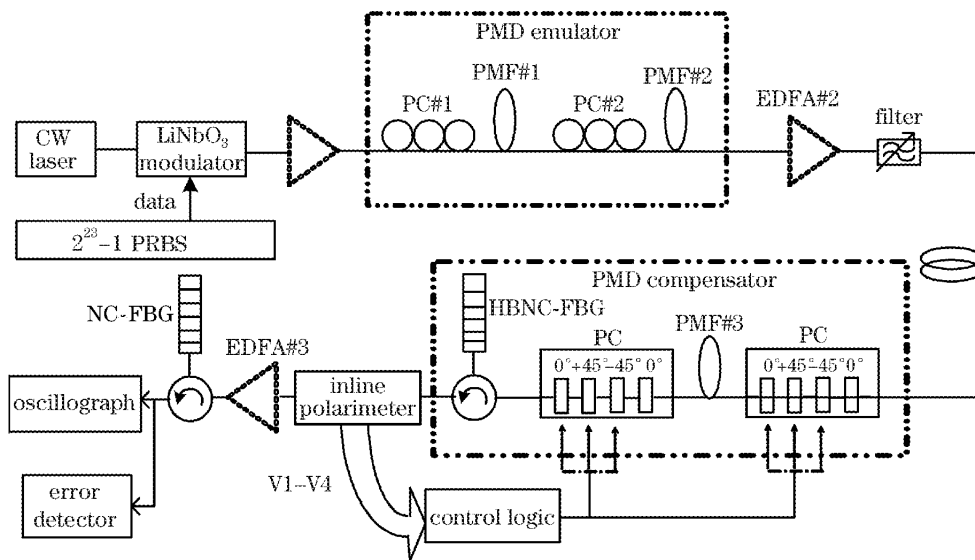 PMD emulator
PMF#1
PMF#2
PC#1
PC#2
EDFA#2
filter
CW
laser
LiNbO₃
modulator
data
2²³−1 PRBS
PMD compensator
NC-FBG
HBNC-FBG
PMF#3
EDFA#3
PC
PC
0°+45°−45°0°
0°+45°−45°0°
oscillograph
inline
polarimeter
error
detector
V1−V4
control logic